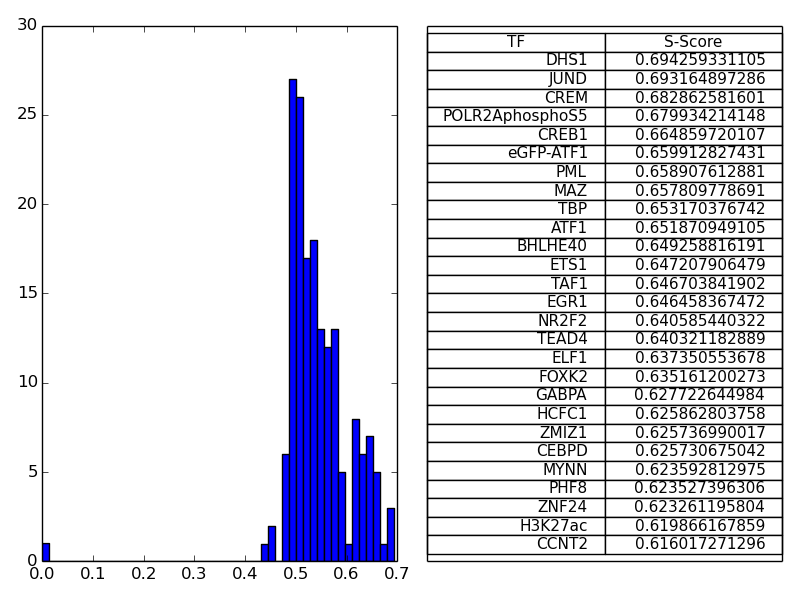 30
25
20
15
10
5
0
0.0 0.1 0.2 0.3 0.4 0.5 0.6 0.7
TF S-Score
DHS1 0.694259331105
JUND 0.693164897286
CREM 0.682862581601
POLR2AphosphoS5 0.679934214148
CREB1 0.664859720107
eGFP-ATF1 0.659912827431
PML 0.658907612881
MAZ 0.657809778691
TBP 0.653170376742
ATF1 0.651870949105
BHLHE40 0.649258816191
ETS1 0.647207906479
TAF1 0.646703841902
EGR1 0.646458367472
NR2F2 0.640585440322
TEAD4 0.640321182889
ELF1 0.637350553678
FOXK2 0.635161200273
GABPA 0.627722644984
HCFC1 0.625862803758
ZMIZ1 0.625736990017
CEBPD 0.625730675042
MYNN 0.623592812975
PHF8 0.623527396306
ZNF24 0.623261195804
H3K27ac 0.619866167859
CCNT2 0.616017271296